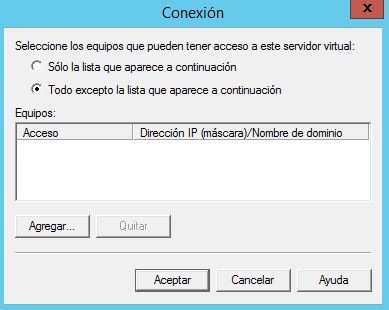 Conexión
x
Seleccione los equipos que pueden tener acceso a este servidor virtual:
Sólo la lista que aparece a continuación
Todo excepto la lista que aparece a continuación
Equipos:
Acceso Dirección IP (máscara)/Nombre de dominio
Agregar... Quitar
Aceptar Cancelar Ayuda